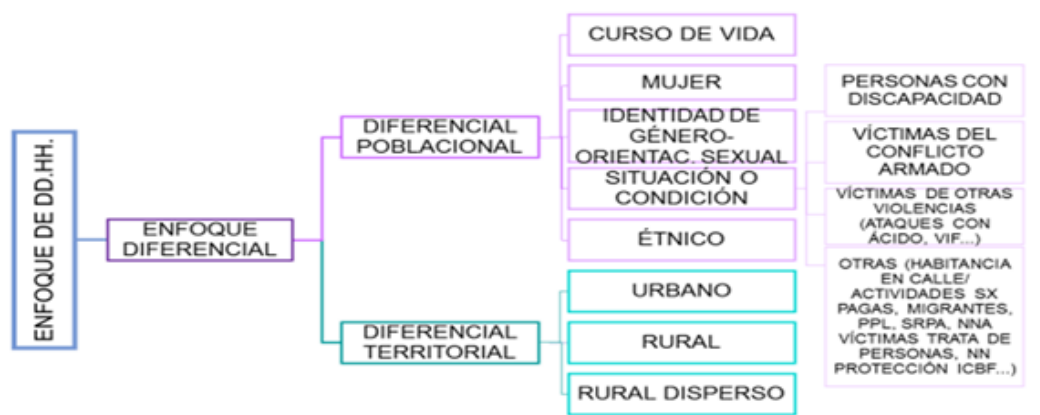 ENFOQUE DE DD.HH.
ENFOQUE
DIFERENCIAL
DIFERENCIAL
POBLACIONAL
CURSO DE VIDA
MUJER
IDENTIDAD DE
GÉNERO-
ORIENTAC. SEXUAL
SITUACIÓN O
CONDICIÓN
ÉTNICO
PERSONAS CON
DISCAPACIDAD
VÍCTIMAS DEL
CONFLICTO
ARMADO
VÍCTIMAS DE OTRAS
VIOLENCIAS
(ATAQUES CON
ÁCIDO, VIF...)
OTRAS (HABITANCIA
EN CALLE/
ACTIVIDADES SX
PAGAS, MIGRANTES,
PPL, SRPA, NNA
VÍCTIMAS TRATA DE
PERSONAS, NN
PROTECCIÓN ICBF...)
DIFERENCIAL
TERRITORIAL
URBANO
RURAL
RURAL DISPERSO